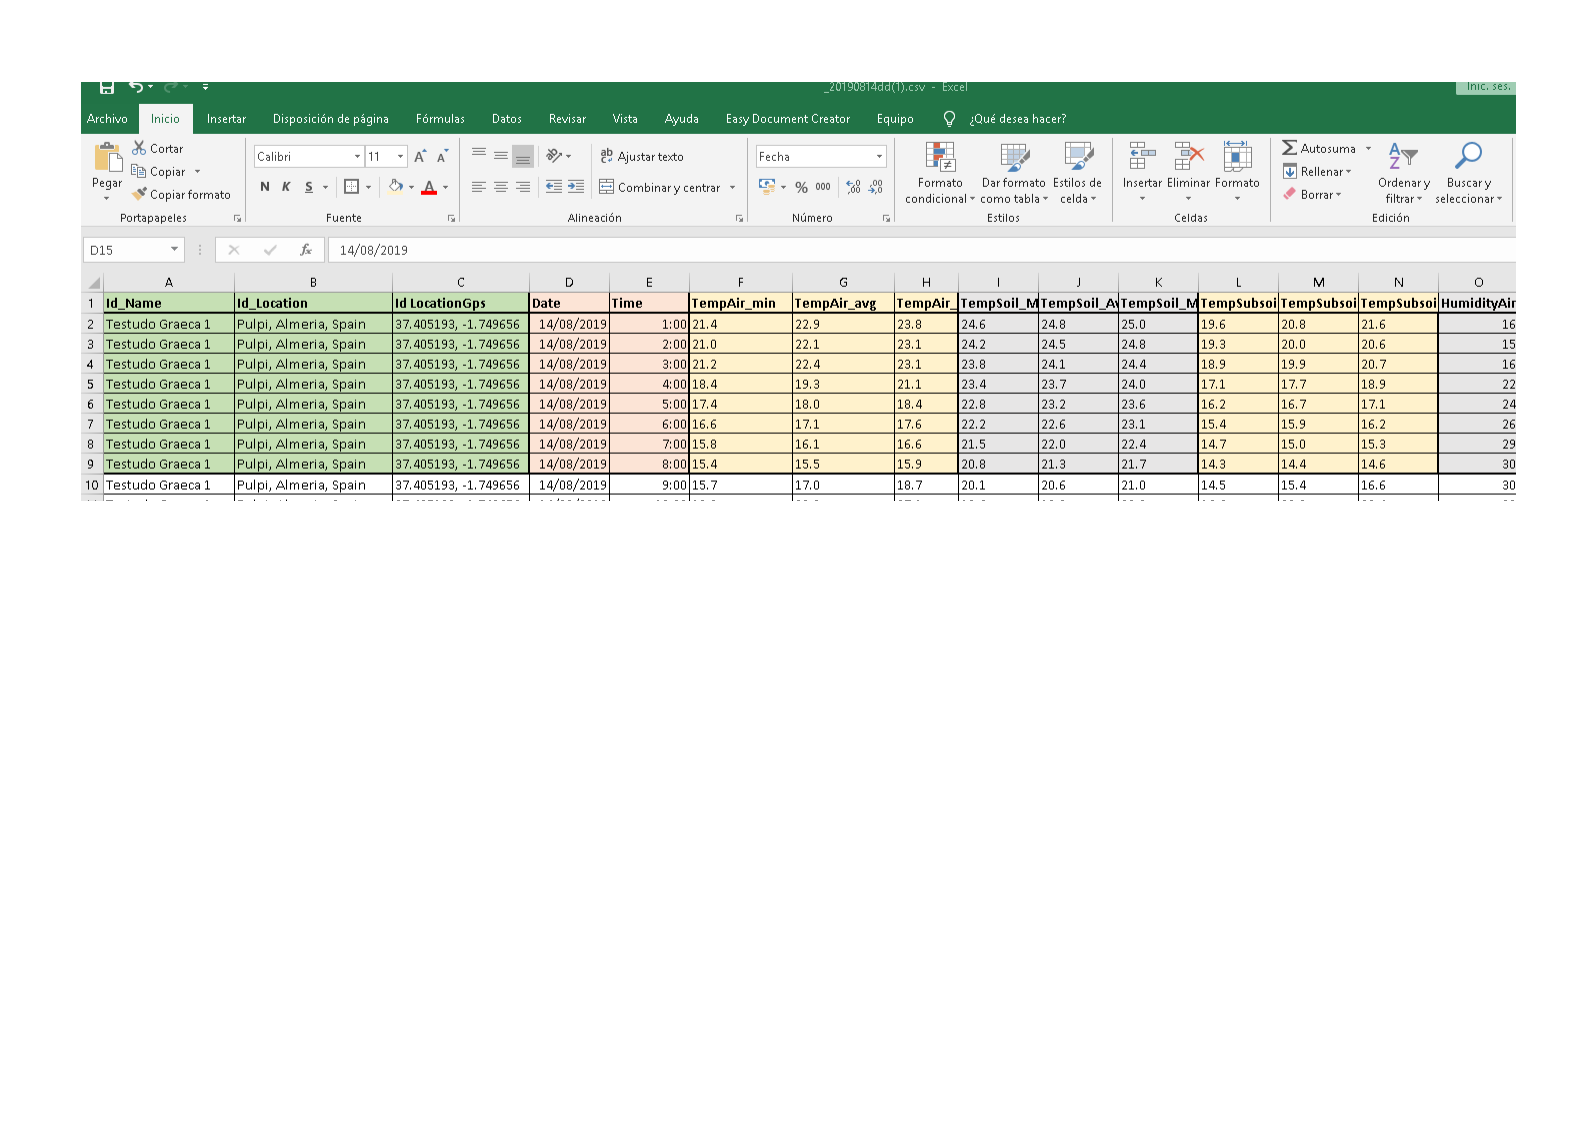 _20190814dd(1).csv - Excel Inic. ses.
Archivo Inicio Insertar Disposición de página Fórmulas Datos Revisar Vista Ayuda Easy Document Creator Equipo ¿Qué desea hacer?
Pegar Cortar Copiar Copiar formato Portapapeles
Calibri 11 N K S Fuente
Ajustar texto Combinar y centrar Alineación
Fecha % 000 Número
Formato condicional Dar formato como tabla Estilos de celda Estilos
Insertar Eliminar Formato Celdas
Autosuma Rellenar Borrar Ordenar y filtrar Buscar y seleccionar Edición
D15 fx 14/08/2019
A B C D E F G H I J K L M N O
1 Id_Name Id_Location Id LocationGps Date Time TempAir_min TempAir_avg TempAir_ TempSoil_M TempSoil_Av TempSoil_M TempSubsoi TempSubsoi TempSubsoi HumidityAir
2 Testudo Graeca 1 Pulpi, Almeria, Spain 37.405193, -1.749656 14/08/2019 1:00 21.4 22.9 23.8 24.6 24.8 25.0 19.6 20.8 21.6 16
3 Testudo Graeca 1 Pulpi, Almeria, Spain 37.405193, -1.749656 14/08/2019 2:00 21.0 22.1 23.1 24.2 24.5 24.8 19.3 20.0 20.6 15
4 Testudo Graeca 1 Pulpi, Almeria, Spain 37.405193, -1.749656 14/08/2019 3:00 21.2 22.4 23.1 23.8 24.1 24.4 18.9 19.9 20.7 16
5 Testudo Graeca 1 Pulpi, Almeria, Spain 37.405193, -1.749656 14/08/2019 4:00 18.4 19.3 21.1 23.4 23.7 24.0 17.1 17.7 18.9 22
6 Testudo Graeca 1 Pulpi, Almeria, Spain 37.405193, -1.749656 14/08/2019 5:00 17.4 18.0 18.4 22.8 23.2 23.6 16.2 16.7 17.1 24
7 Testudo Graeca 1 Pulpi, Almeria, Spain 37.405193, -1.749656 14/08/2019 6:00 16.6 17.1 17.6 22.2 22.6 23.1 15.4 15.9 16.2 26
8 Testudo Graeca 1 Pulpi, Almeria, Spain 37.405193, -1.749656 14/08/2019 7:00 15.8 16.1 16.6 21.5 22.0 22.4 14.7 15.0 15.3 29
9 Testudo Graeca 1 Pulpi, Almeria, Spain 37.405193, -1.749656 14/08/2019 8:00 15.4 15.5 15.9 20.8 21.3 21.7 14.3 14.4 14.6 30
10 Testudo Graeca 1 Pulpi, Almeria, Spain 37.405193, -1.749656 14/08/2019 9:00 15.7 17.0 18.7 20.1 20.6 21.0 14.5 15.4 16.6 30